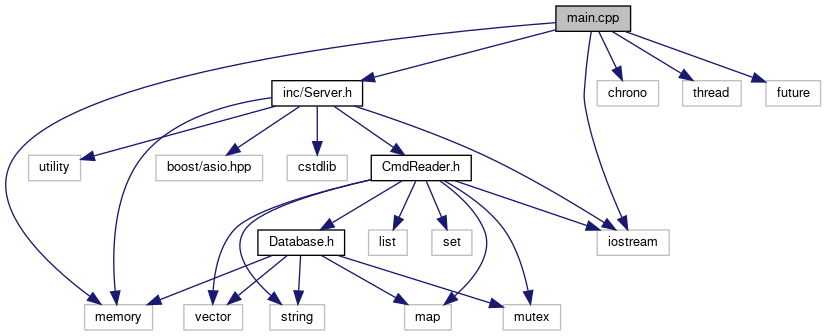 main.cpp
inc/Server.h
chrono
thread
future
utility
boost/asio.hpp
cstdlib
CmdReader.h
Database.h
list
set
iostream
memory
vector
string
map
mutex